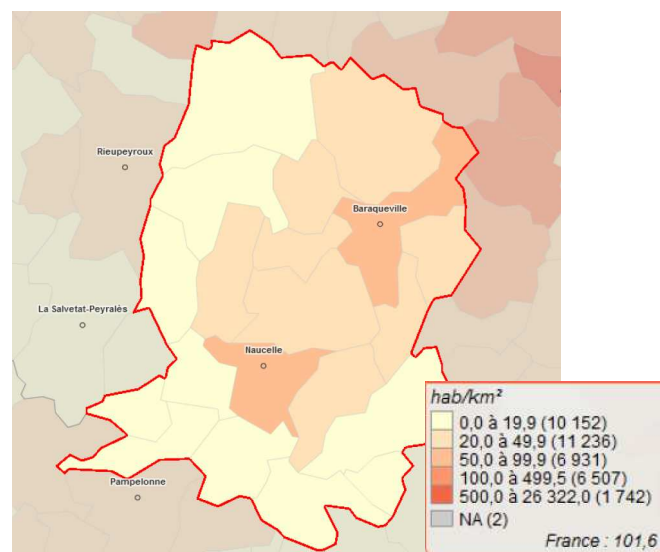 Rieupeyroux
Baraqueville
La Salvetat-Peyralés
Naucelle
Pampelonne
hab/km²
0,0 à 19,9 (10 152)
20,0 à 49,9 (11 236)
50,0 à 99,9 (6 931)
100,0 à 499,5 (6 507)
500,0 à 26 322,0 (1 742)
NA (2)
France : 101,6